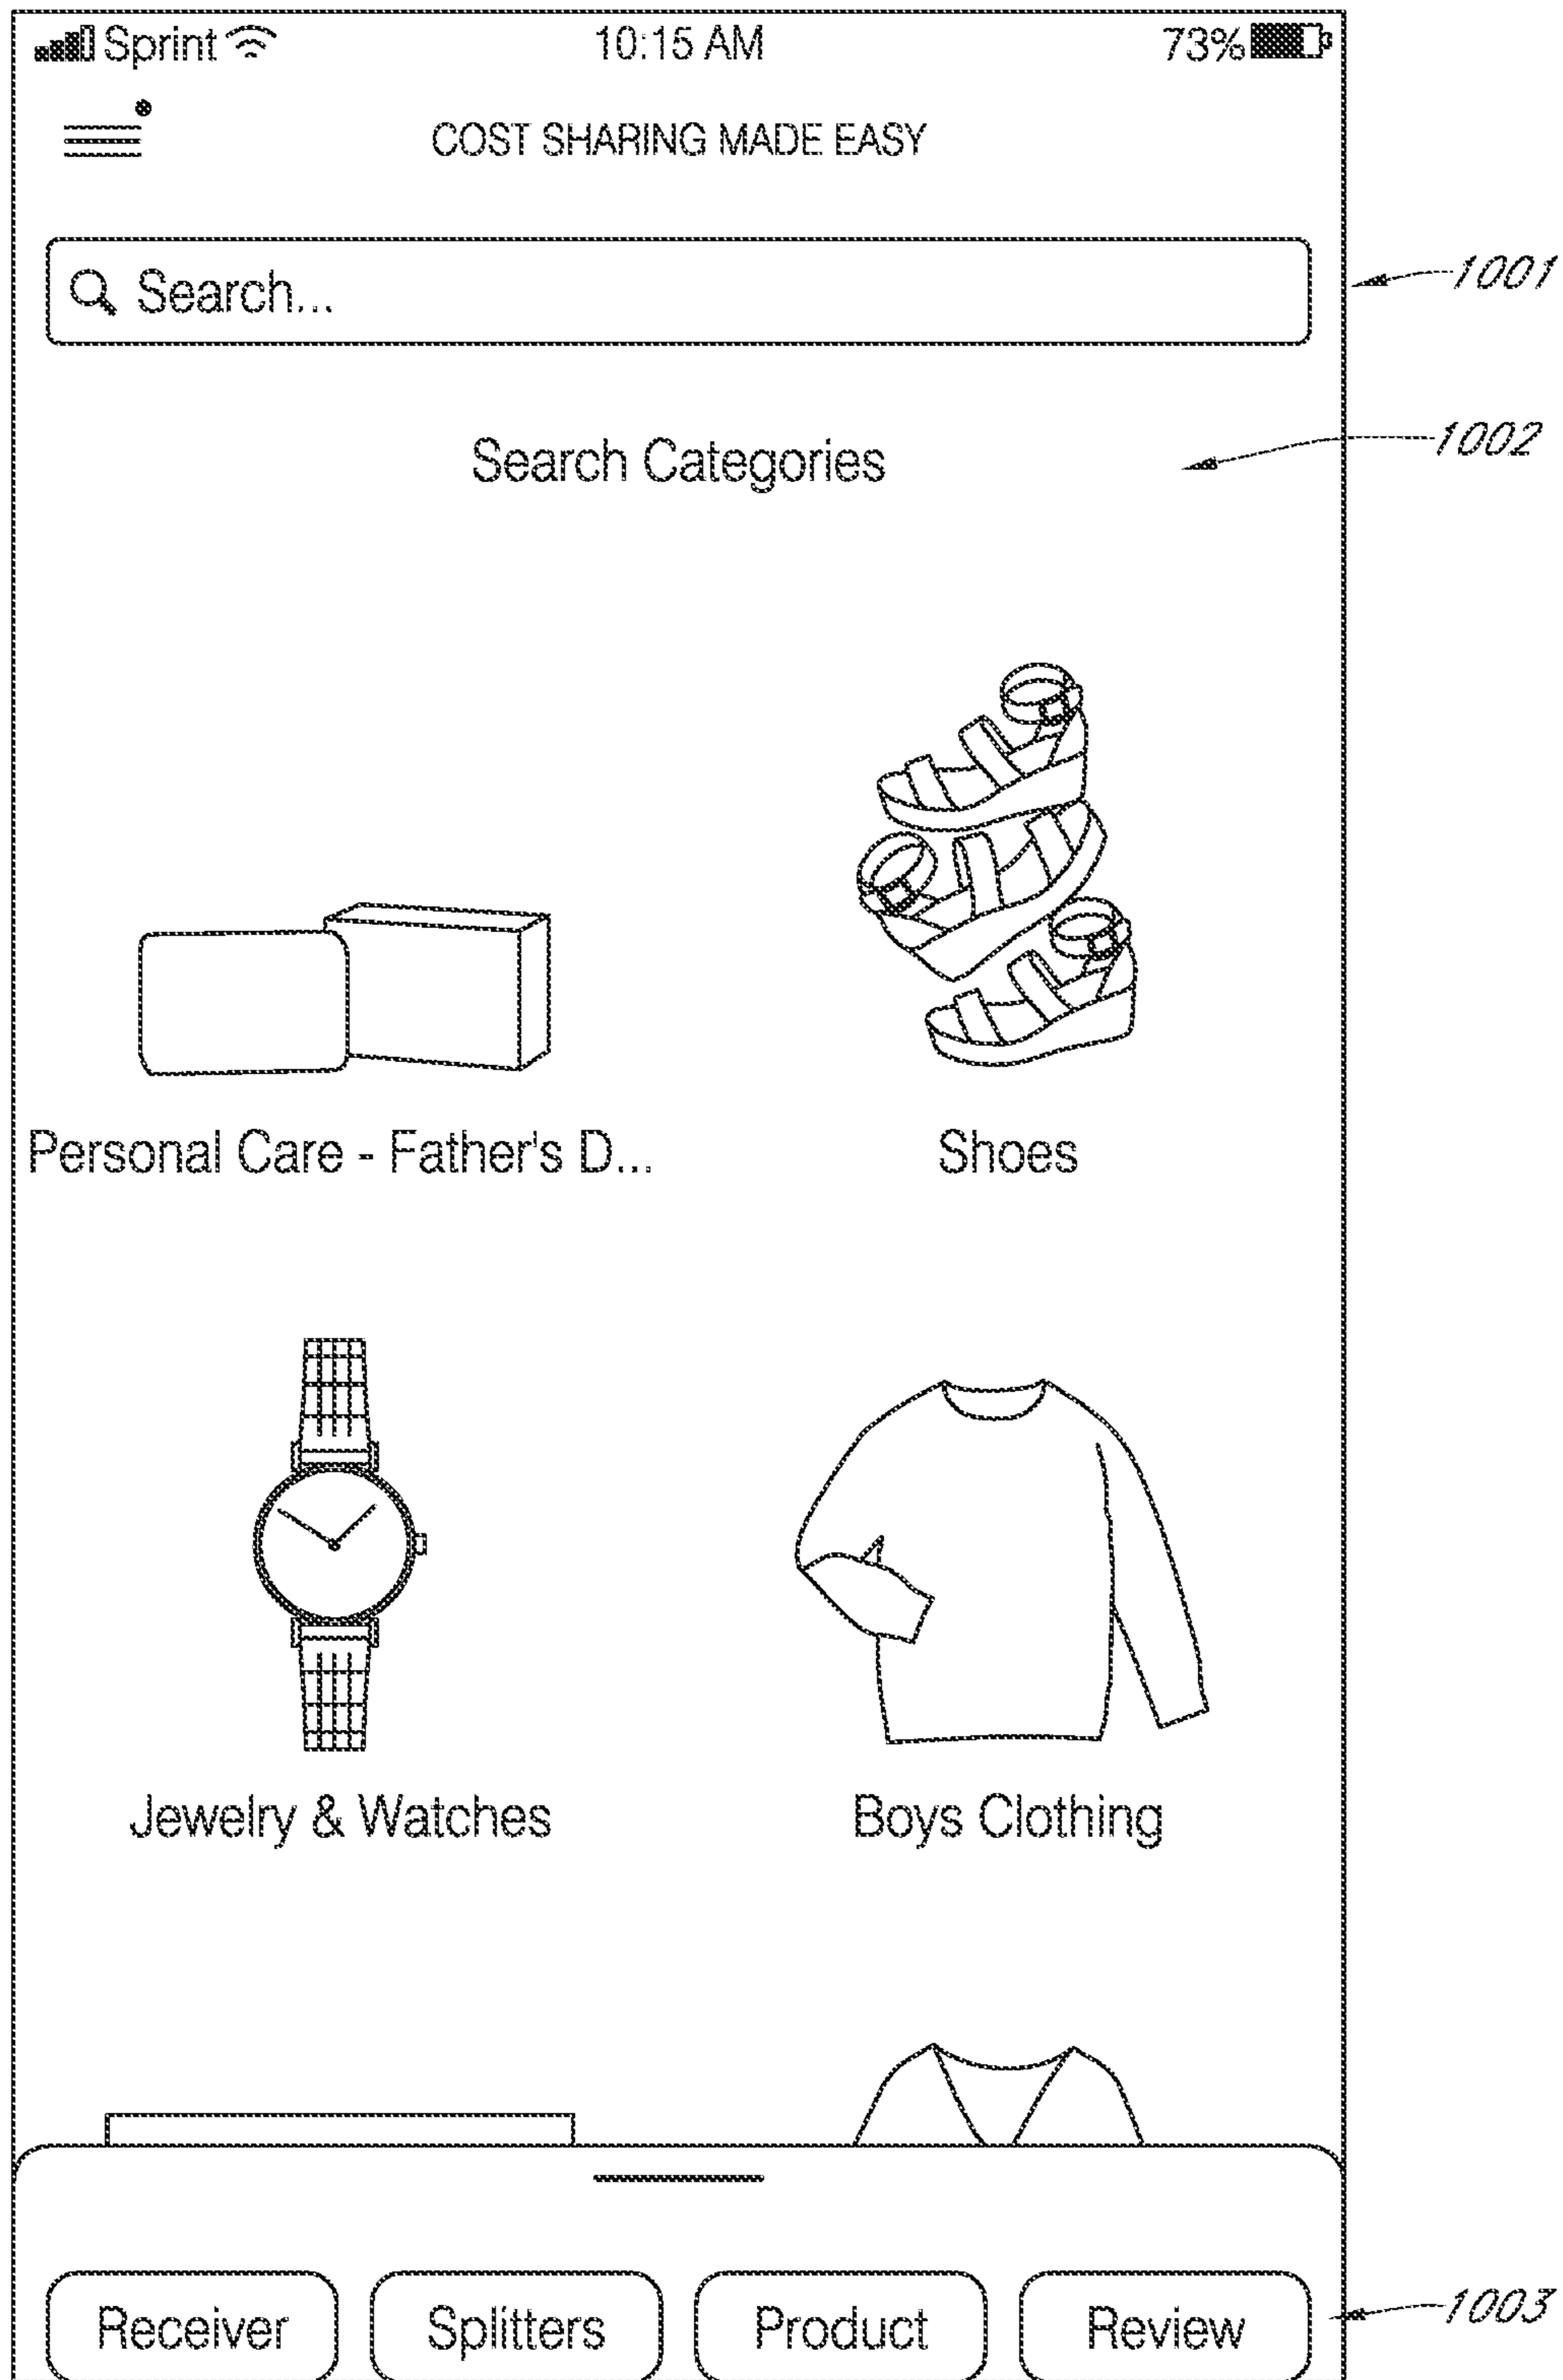 Sprint 10:15 AM 73%
COST SHARING MADE EASY
Search... 1001
Search Categories 1002
Personal Care - Father's D... Shoes
Jewelry & Watches Boys Clothing
Receiver Splitters Product Review 1003